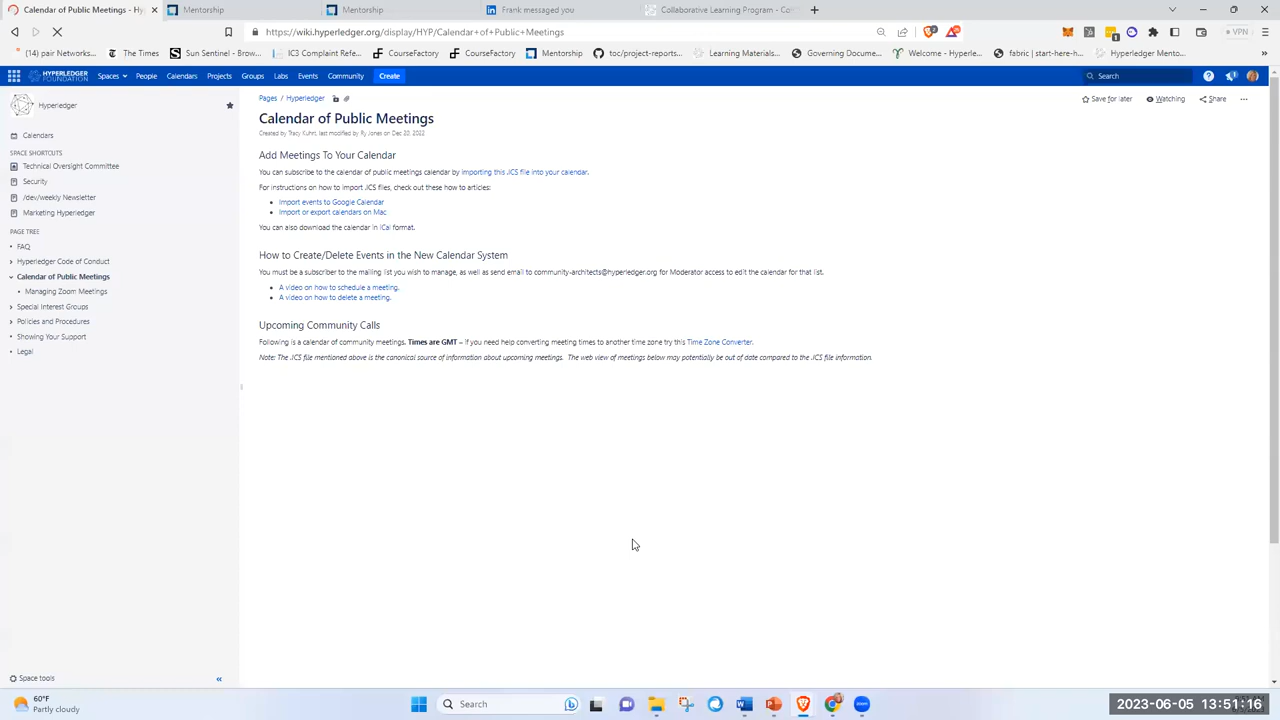 Calendar of Public Meetings - Hy
Mentorship
Mentorship
Frank messaged you
Collaborative Learning Program - Co
https://wiki.hyperledger.org/display/HYP/Calendar+of+Public+Meetings
VPN
(14) pair Networks...
The Times
Sun Sentinel - Brow...
IC3 Complaint Refe...
CourseFactory
CourseFactory
Mentorship
toc/project-reports...
Learning Materials...
Governing Docume...
Welcome - Hyperle...
fabric | start-here-h...
Hyperledger Mento...
HYPERLEDGER FOUNDATION
Spaces
People
Calendars
Projects
Groups
Labs
Events
Community
Create
Search
Hyperledger
Pages / Hyperledger
Save for later
Watching
Share
Calendar of Public Meetings
Created by Tracy Kuhrt, last modified by Ry Jones on Dec 20, 2022
Calendars
SPACE SHORTCUTS
Technical Oversight Committee
Security
/dev/weekly Newsletter
Marketing Hyperledger
PAGE TREE
FAQ
Hyperledger Code of Conduct
Calendar of Public Meetings
Managing Zoom Meetings
Special Interest Groups
Policies and Procedures
Showing Your Support
Legal
Add Meetings To Your Calendar
You can subscribe to the calendar of public meetings calendar by importing this .ICS file into your calendar.
For instructions on how to import .ICS files, check out these how to articles:
Import events to Google Calendar
Import or export calendars on Mac
You can also download the calendar in iCal format.
How to Create/Delete Events in the New Calendar System
You must be a subscriber to the mailing list you wish to manage, as well as send email to community-architects@hyperledger.org for Moderator access to edit the calendar for that list.
A video on how to schedule a meeting.
A video on how to delete a meeting.
Upcoming Community Calls
Following is a calendar of community meetings. Times are GMT – if you need help converting meeting times to another time zone try this Time Zone Converter.
Note: The .ICS file mentioned above is the canonical source of information about upcoming meetings. The web view of meetings below may potentially be out of date compared to the .ICS file information.
Space tools
60°F
Partly cloudy
Search
2023-06-05 13:51:16